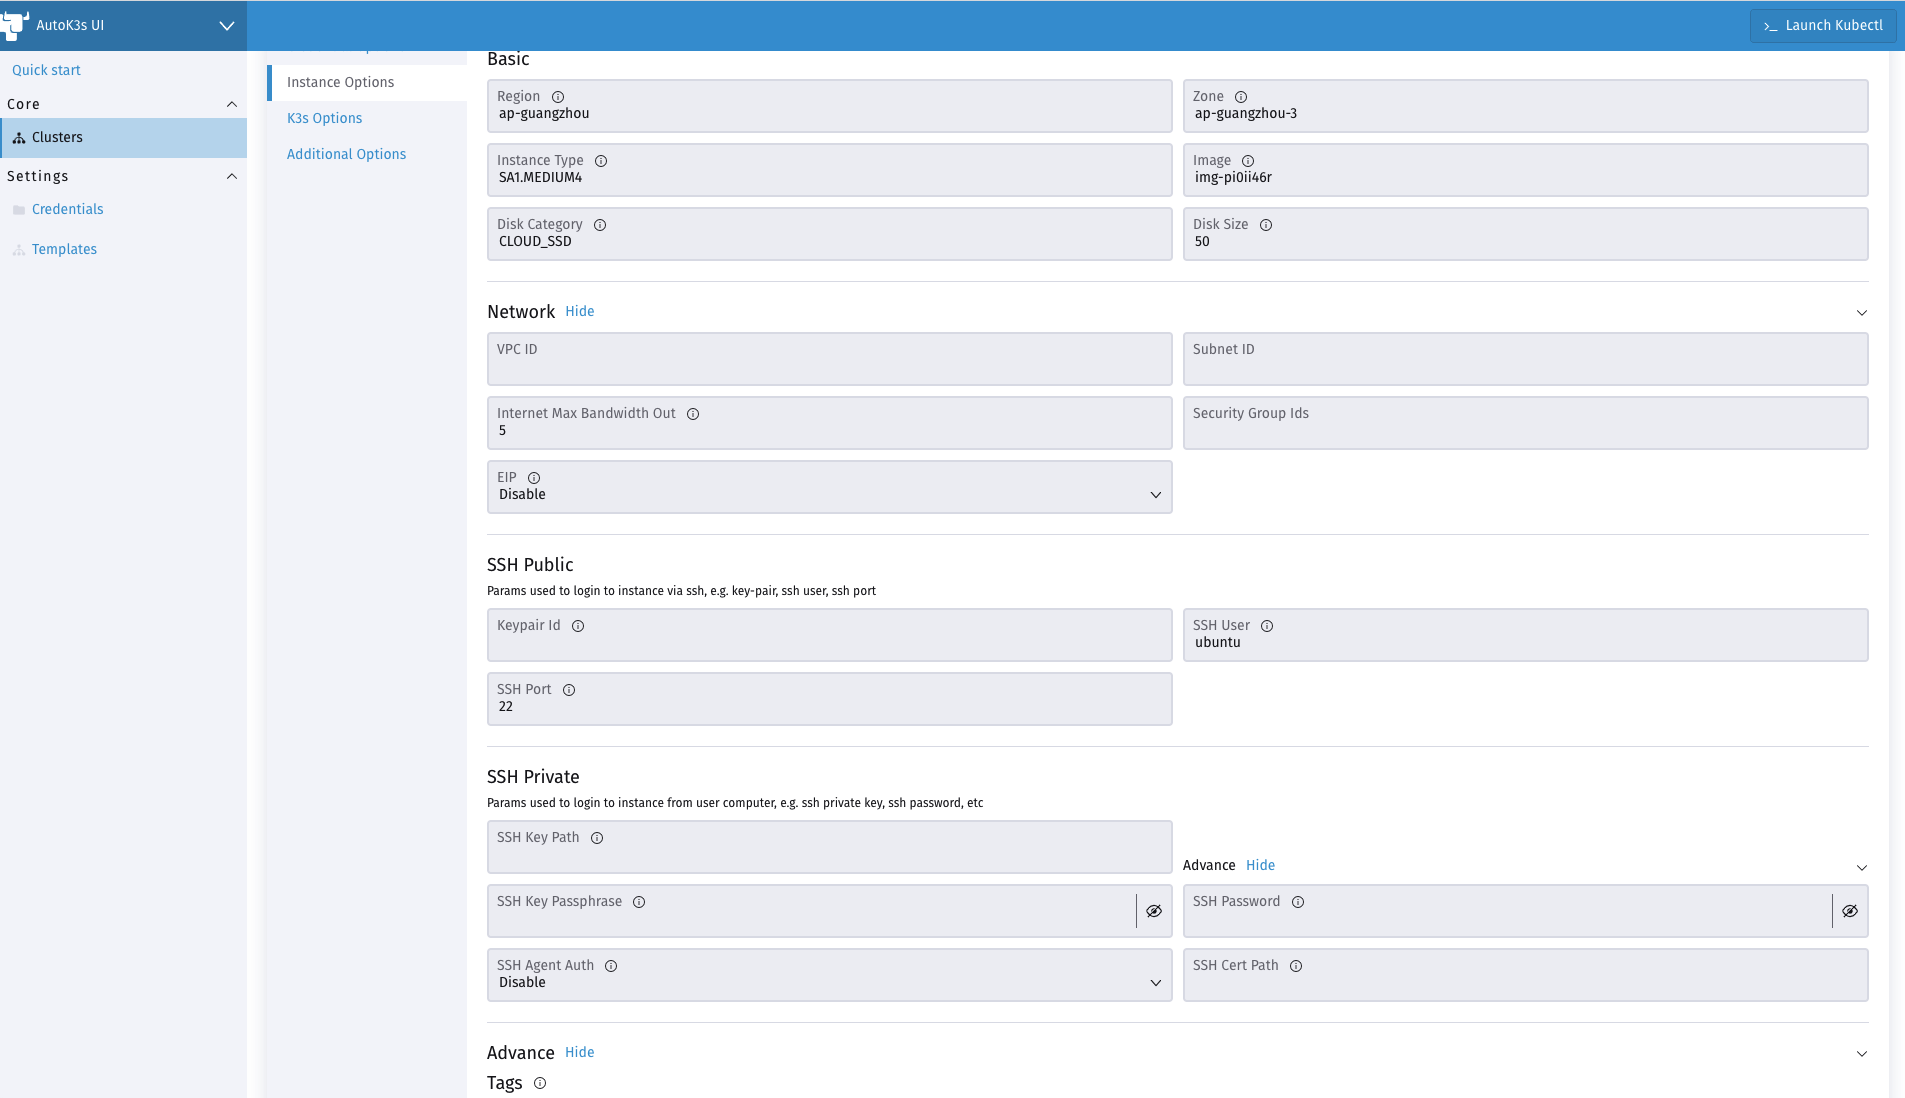 AutoK3s UI
Launch Kubectl
Quick start
Core
Clusters
Settings
Credentials
Templates
Instance Options
K3s Options
Additional Options
Basic
Region
ap-guangzhou
Zone
ap-guangzhou-3
Instance Type
SA1.MEDIUM4
Image
img-pi0ii46r
Disk Category
CLOUD_SSD
Disk Size
50
Network Hide
VPC ID
Subnet ID
Internet Max Bandwidth Out
5
Security Group Ids
EIP
Disable
SSH Public
Params used to login to instance via ssh, e.g. key-pair, ssh user, ssh port
Keypair Id
SSH User
ubuntu
SSH Port
22
SSH Private
Params used to login to instance from user computer, e.g. ssh private key, ssh password, etc
SSH Key Path
Advance Hide
SSH Key Passphrase
SSH Password
SSH Agent Auth
Disable
SSH Cert Path
Advance Hide
Tags